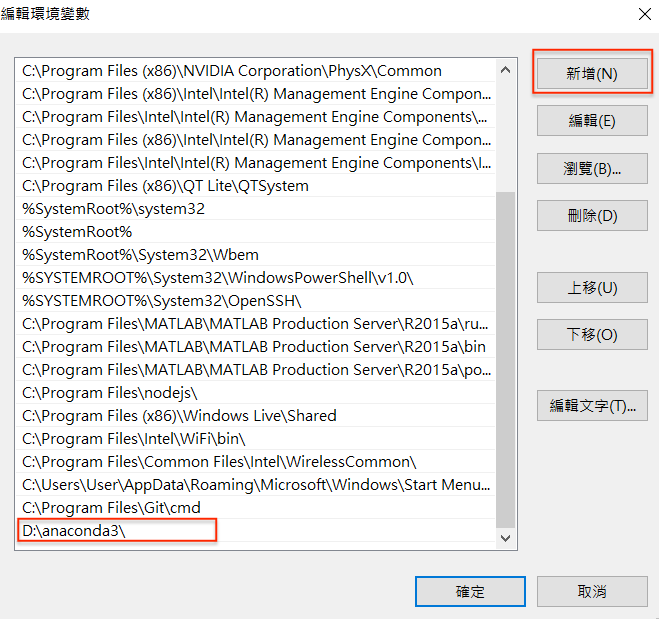 編輯環境變數
C:\Program Files (x86)\NVIDIA Corporation\PhysX\Common
C:\Program Files (x86)\Intel\Intel(R) Management Engine Compon...
C:\Program Files\Intel\Intel(R) Management Engine Components\...
C:\Program Files (x86)\Intel\Intel(R) Management Engine Compon...
C:\Program Files\Intel\Intel(R) Management Engine Components\I...
C:\Program Files (x86)\QT Lite\QTSystem
%SystemRoot%\system32
%SystemRoot%
%SystemRoot%\System32\Wbem
%SYSTEMROOT%\System32\WindowsPowerShell\v1.0\
%SYSTEMROOT%\System32\OpenSSH\
C:\Program Files\MATLAB\MATLAB Production Server\R2015a\ru...
C:\Program Files\MATLAB\MATLAB Production Server\R2015a\bin
C:\Program Files\MATLAB\MATLAB Production Server\R2015a\po...
C:\Program Files\nodejs\
C:\Program Files (x86)\Windows Live\Shared
C:\Program Files\Intel\WiFi\bin\
C:\Program Files\Common Files\Intel\WirelessCommon\
C:\Users\User\AppData\Roaming\Microsoft\Windows\Start Menu...
C:\Program Files\Git\cmd
D:\anaconda3\
新增(N)
編輯(E)
瀏覽(B)...
刪除(D)
上移(U)
下移(O)
編輯文字(T)...
確定
取消